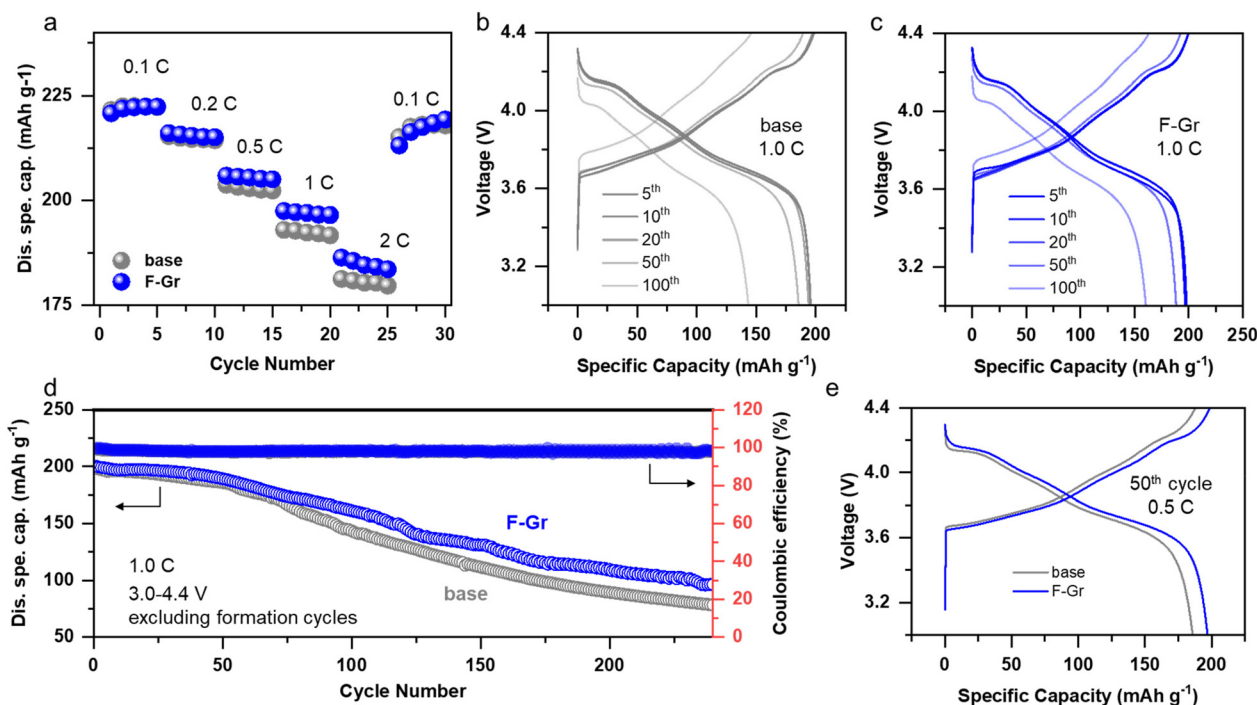 a
Dis. spe. cap. (mAh g-1)
225
200
175
0.1 C
0.2 C
0.5 C
1 C
2 C
0.1 C
base
F-Gr
0 5 10 15 20 25 30
Cycle Number
b
Voltage (V)
4.4
4.0
3.6
3.2
base
1.0 C
5th
10th
20th
50th
100th
0 50 100 150 200
Specific Capacity (mAh g-1)
c
Voltage (V)
4.4
4.0
3.6
3.2
F-Gr
1.0 C
5th
10th
20th
50th
100th
0 50 100 150 200 250
Specific Capacity (mAh g-1)
d
Dis. spe. cap. (mAh g-1)
250
200
150
100
50
F-Gr
base
1.0 C
3.0-4.4 V
excluding formation cycles
120
100
80
60
40
20
0
Coulombic efficiency (%)
0 50 100 150 200
Cycle Number
e
Voltage (V)
4.4
4.0
3.6
3.2
50th cycle
0.5 C
base
F-Gr
0 50 100 150 200
Specific Capacity (mAh g-1)